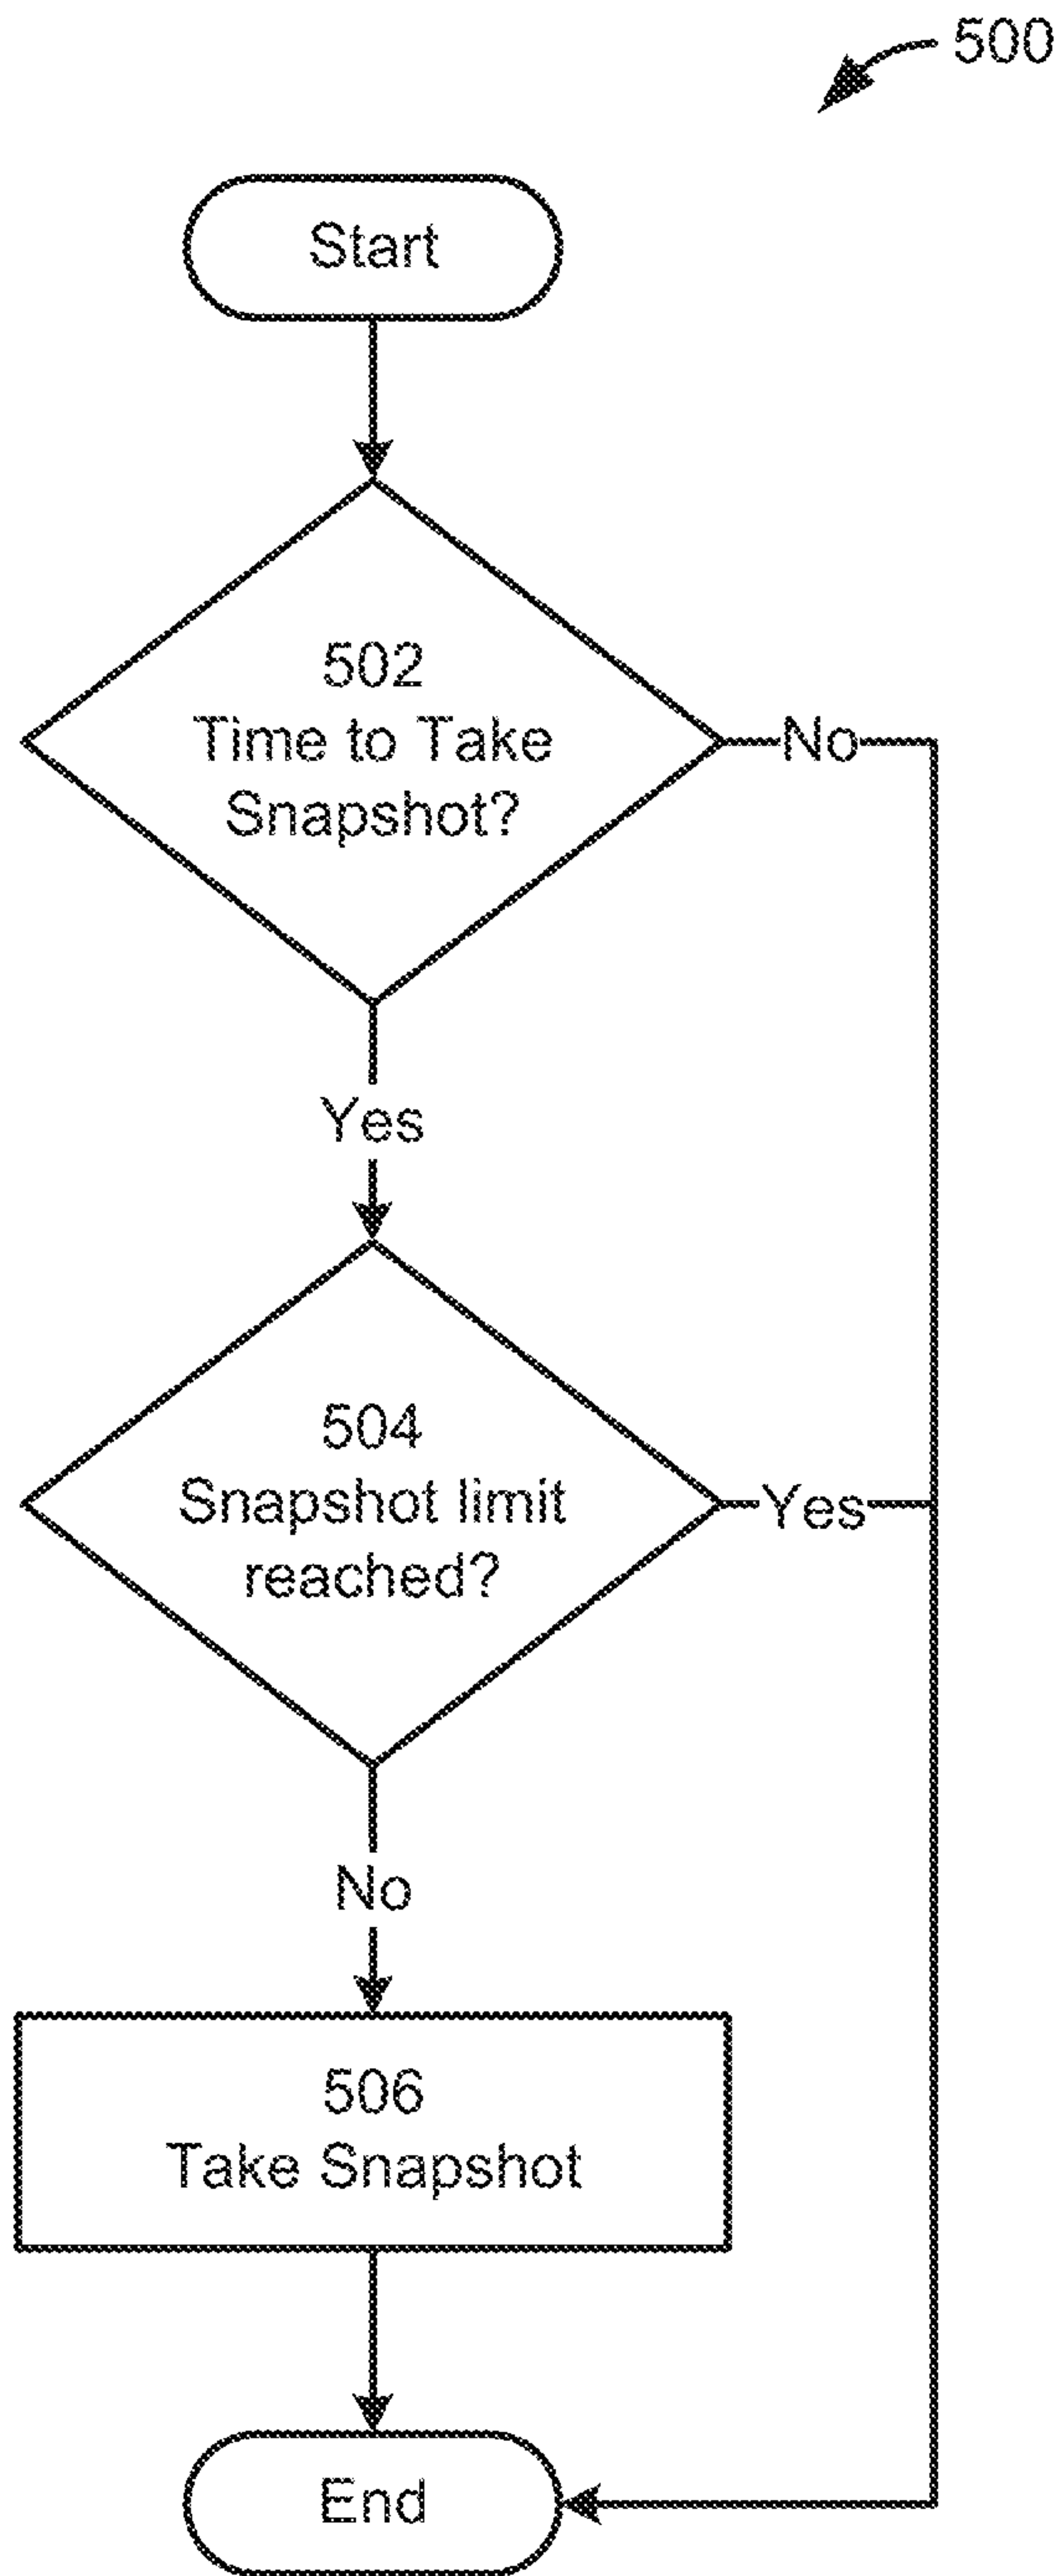 500
Start
502
Time to Take
Snapshot?
No
Yes
504
Snapshot limit
reached?
Yes
No
506
Take Snapshot
End